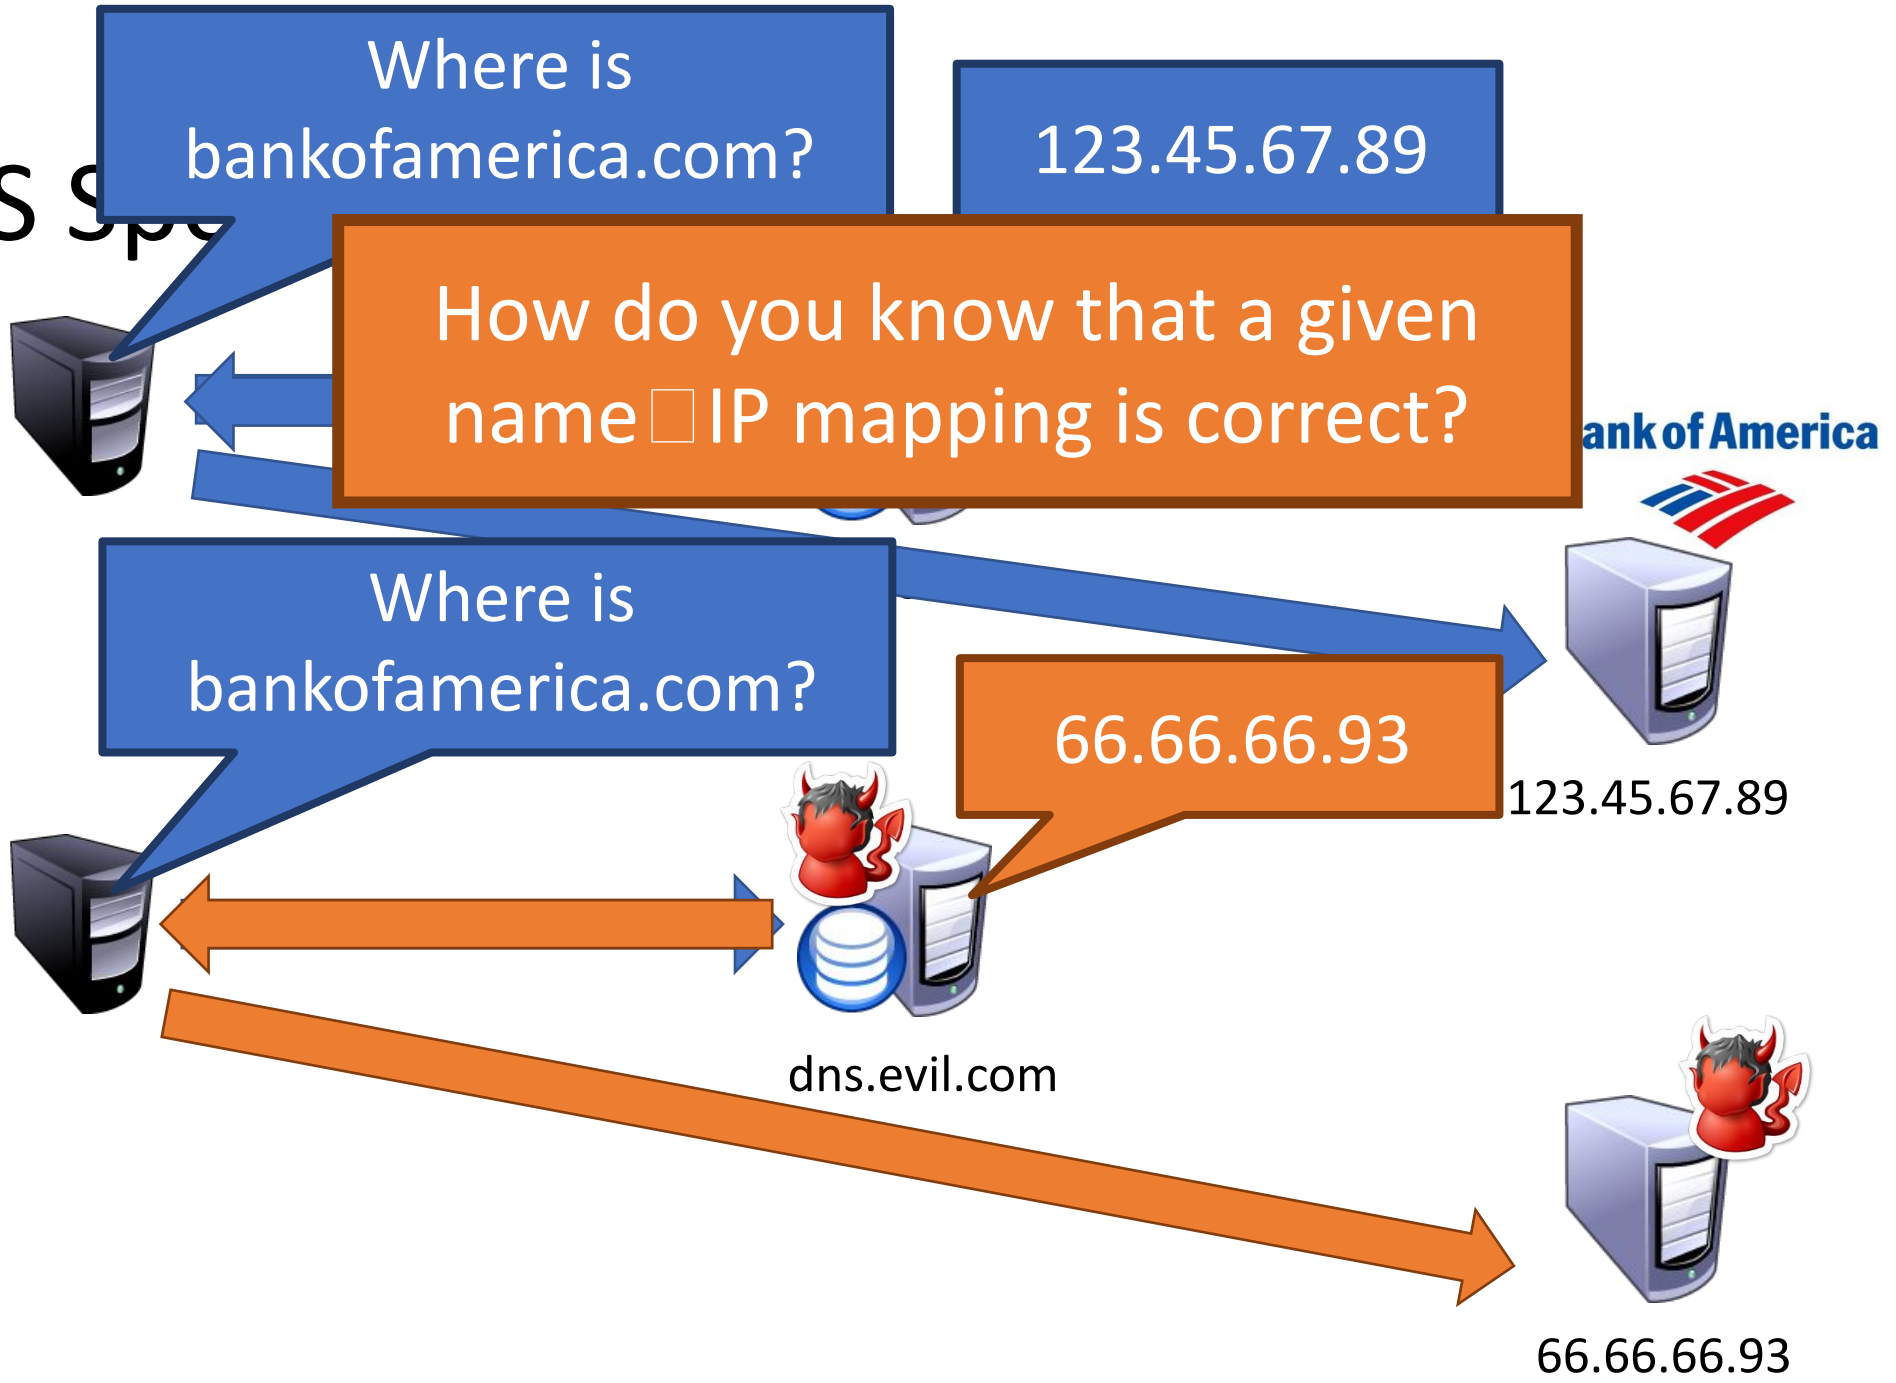 Where is
bankofamerica.com?
123.45.67.89
S Spo
How do you know that a given
name□IP mapping is correct?
ank of America
Where is
bankofamerica.com?
66.66.66.93
123.45.67.89
dns.evil.com
66.66.66.93